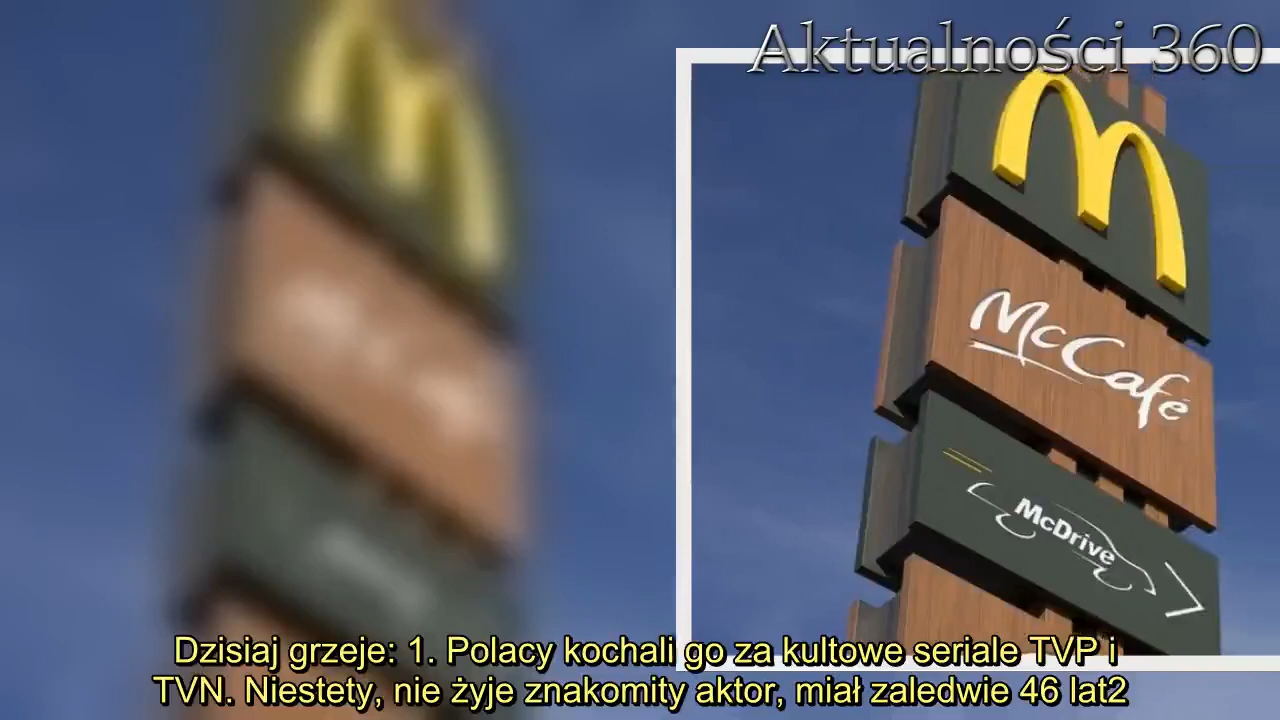 Aktualności 360
McCafé
McDrive
Dzisiaj grzeje: 1. Polacy kochali go za kultowe seriale TVP i
TVN. Niestety, nie żyje znakomity aktor, miał zaledwie 46 lat2